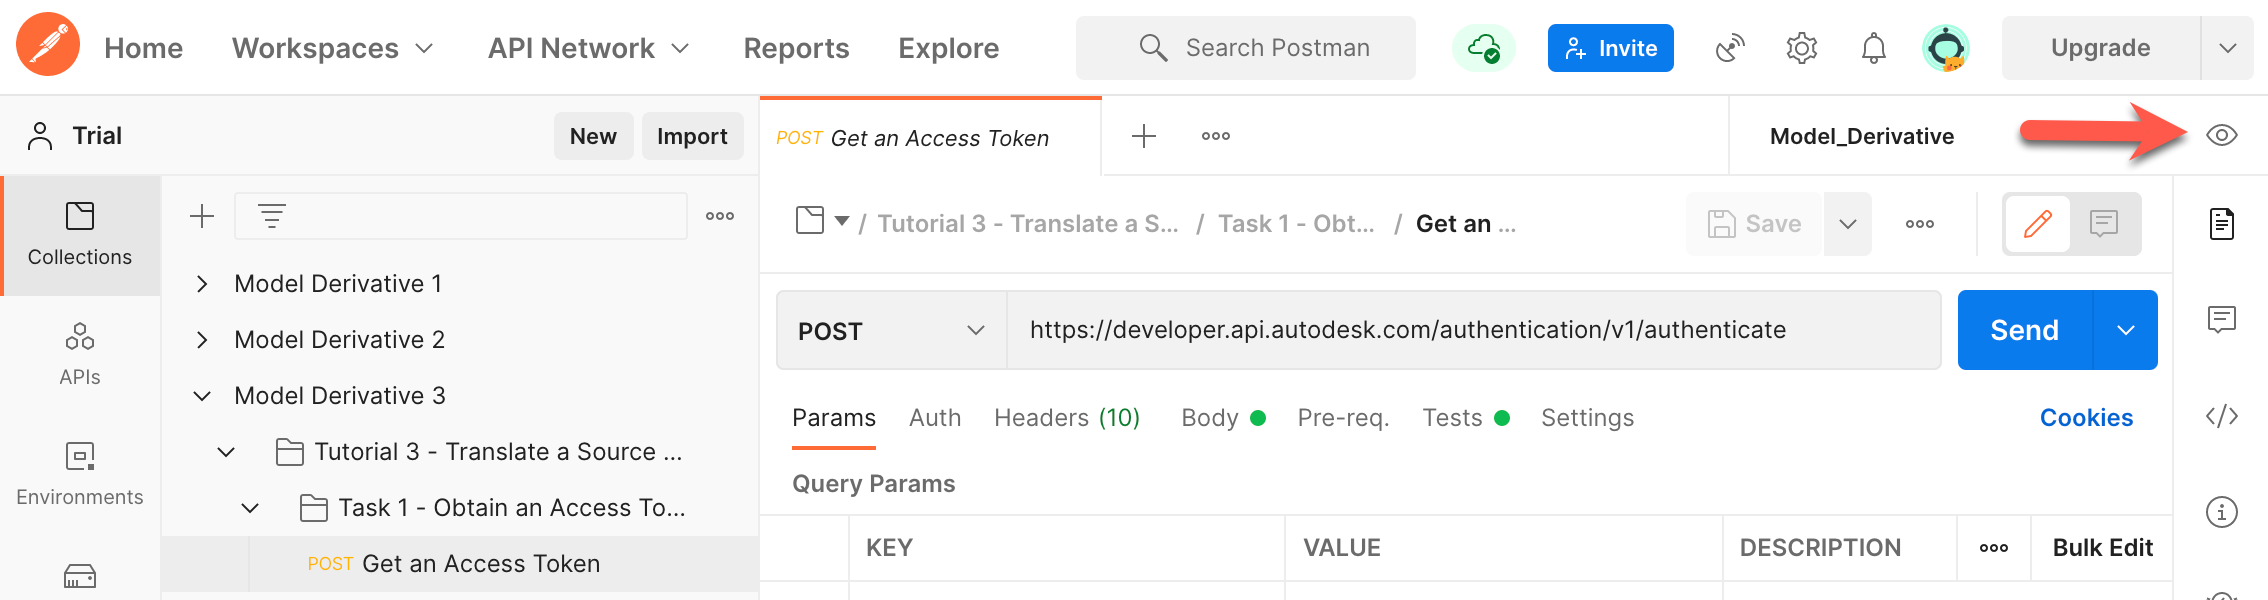 Home Workspaces API Network Reports Explore Search Postman Invite Upgrade
Trial New Import
Collections
APIs
Environments
Model Derivative 1
Model Derivative 2
Model Derivative 3
Tutorial 3 - Translate a Source ...
Task 1 - Obtain an Access To...
POST Get an Access Token
POST Get an Access Token
Model_Derivative
/ Tutorial 3 - Translate a S... / Task 1 - Obt... / Get an ... Save
POST https://developer.api.autodesk.com/authentication/v1/authenticate Send
Params Auth Headers (10) Body Pre-req. Tests Settings Cookies
Query Params
KEY VALUE DESCRIPTION Bulk Edit